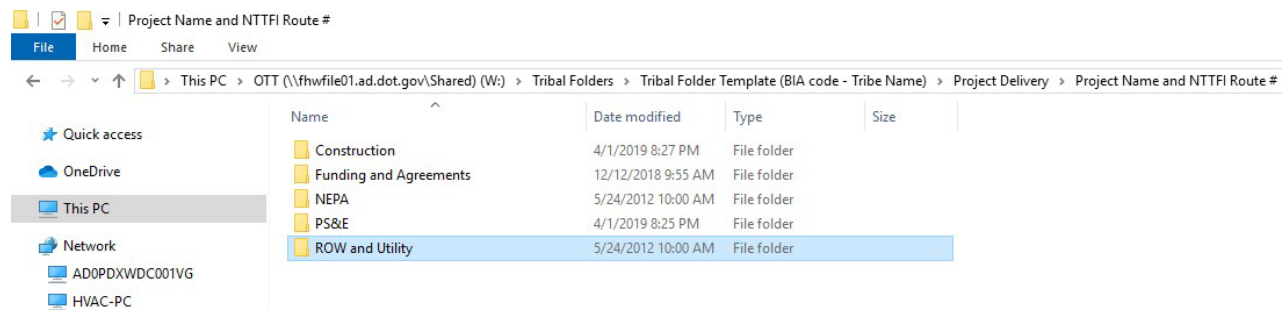 Project Name and NTTFI Route #
File Home Share View
This PC > OTT (\\fhwfile01.ad.dot.gov\Shared) (W:) > Tribal Folders > Tribal Folder Template (BIA code - Tribe Name) > Project Delivery > Project Name and NTTFI Route #
Name Date modified Type Size
Quick access
OneDrive
This PC
Network
AD0PDXWDC001VG
HVAC-PC
Construction 4/1/2019 8:27 PM File folder
Funding and Agreements 12/12/2018 9:55 AM File folder
NEPA 5/24/2012 10:00 AM File folder
PS&E 4/1/2019 8:25 PM File folder
ROW and Utility 5/24/2012 10:00 AM File folder